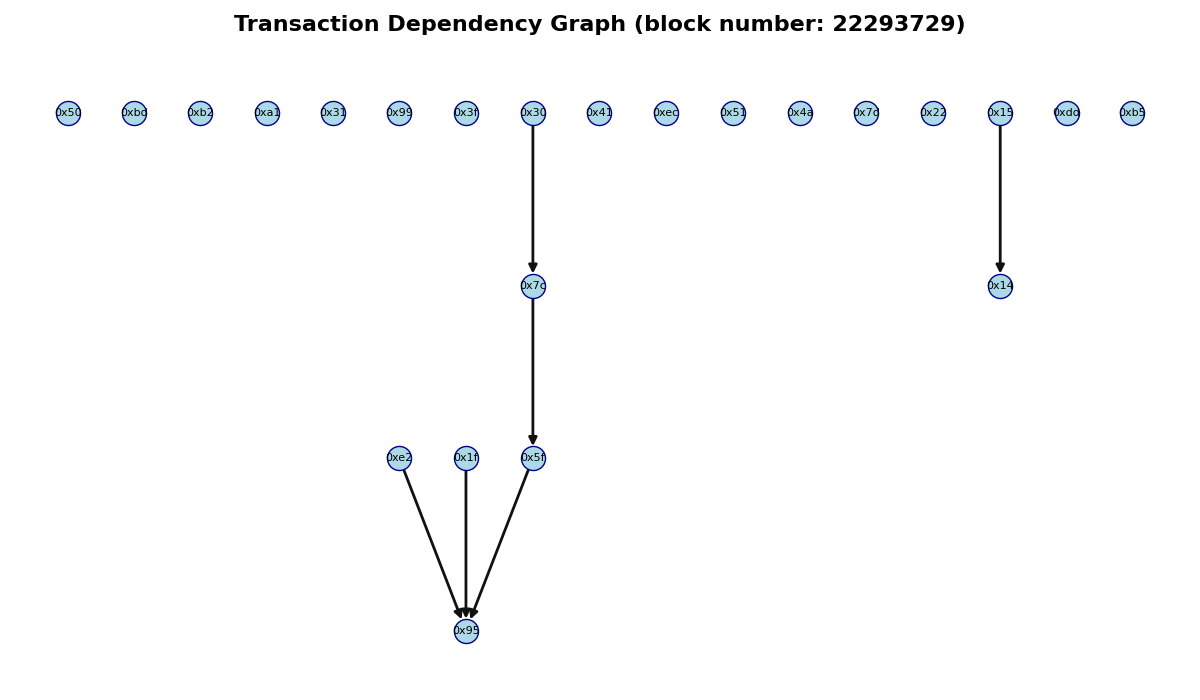 Transaction Dependency Graph (block number: 22293729)
0x50 0xbd 0xb2 0xa1 0x31 0x99 0x3f 0x30 0x41 0xec 0x51 0x4a 0x7d 0x22 0x15 0xdd 0xb5
0x7c 0x14
0xe2 0x1f 0x5f
0x95